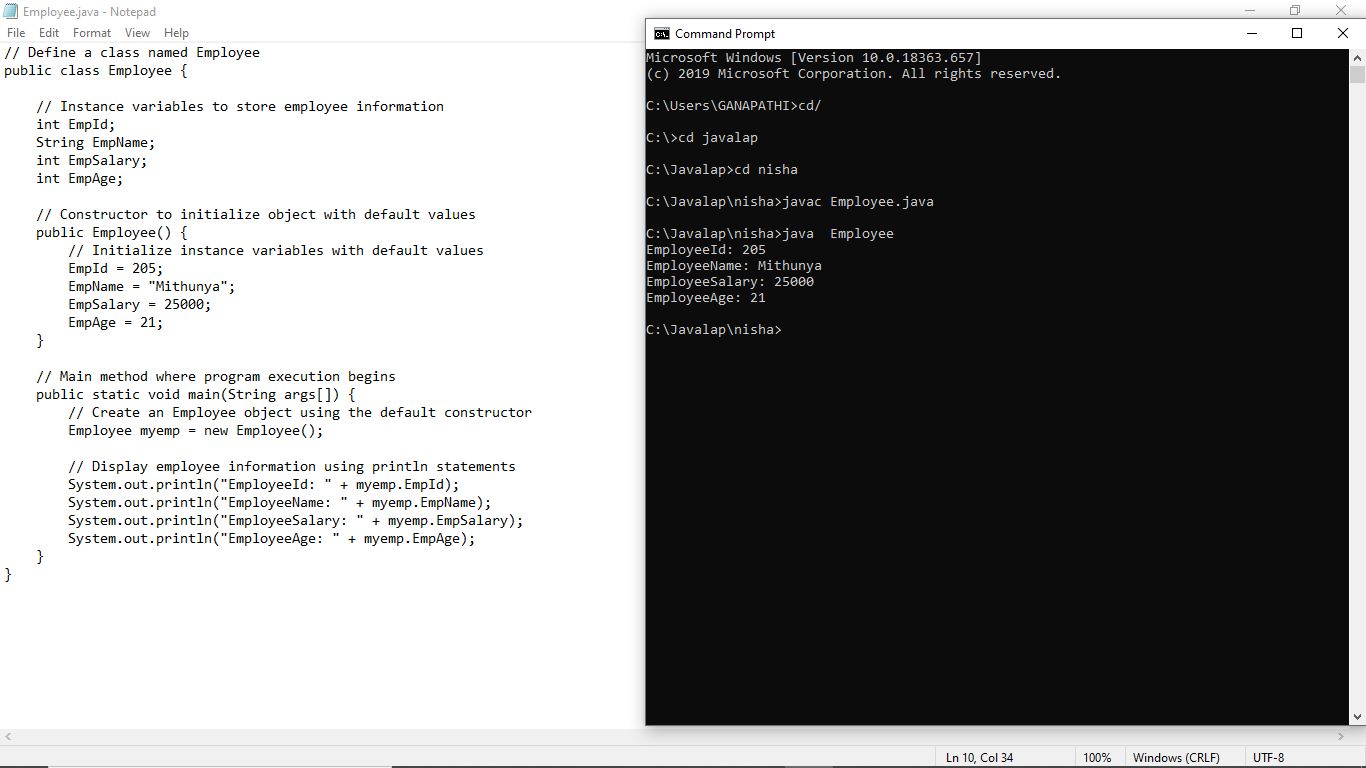 Employee.java - Notepad
File Edit Format View Help
// Define a class named Employee
public class Employee {
// Instance variables to store employee information
int EmpId;
String EmpName;
int EmpSalary;
int EmpAge;
// Constructor to initialize object with default values
public Employee() {
// Initialize instance variables with default values
EmpId = 205;
EmpName = "Mithunya";
EmpSalary = 25000;
EmpAge = 21;
}
// Main method where program execution begins
public static void main(String args[]) {
// Create an Employee object using the default constructor
Employee myemp = new Employee();
// Display employee information using println statements
System.out.println("EmployeeId: " + myemp.EmpId);
System.out.println("EmployeeName: " + myemp.EmpName);
System.out.println("EmployeeSalary: " + myemp.EmpSalary);
System.out.println("EmployeeAge: " + myemp.EmpAge);
}
}
C:\.
Command Prompt
Microsoft Windows [Version 10.0.18363.657]
(c) 2019 Microsoft Corporation. All rights reserved.
C:\Users\GANAPATHI>cd/
C:\>cd javalap
C:\Javalap>cd nisha
C:\Javalap\nisha>javac Employee.java
C:\Javalap\nisha>java  Employee
EmployeeId: 205
EmployeeName: Mithunya
EmployeeSalary: 25000
EmployeeAge: 21
C:\Javalap\nisha>
Ln 10, Col 34
100%
Windows (CRLF)
UTF-8